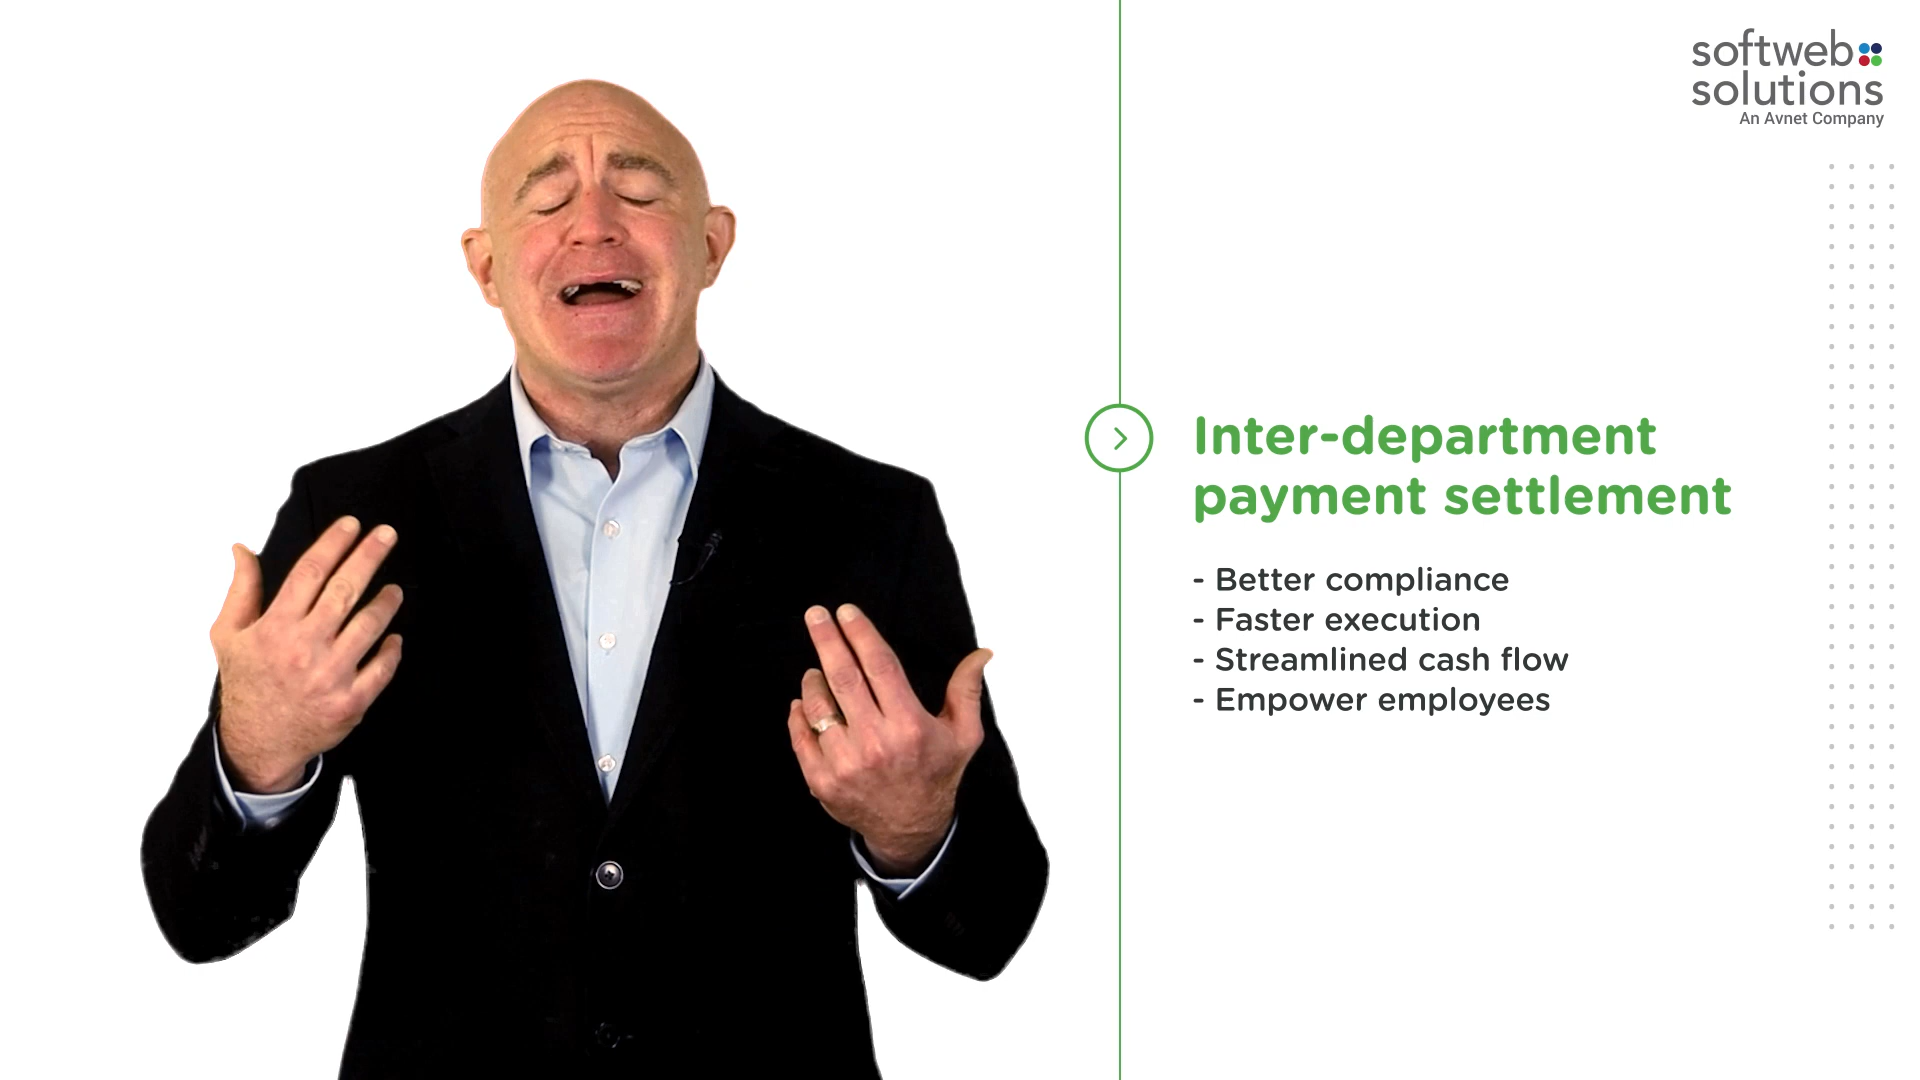 softweb
solutions
An Avnet Company
Inter-department
payment settlement
- Better compliance
- Faster execution
- Streamlined cash flow
- Empower employees